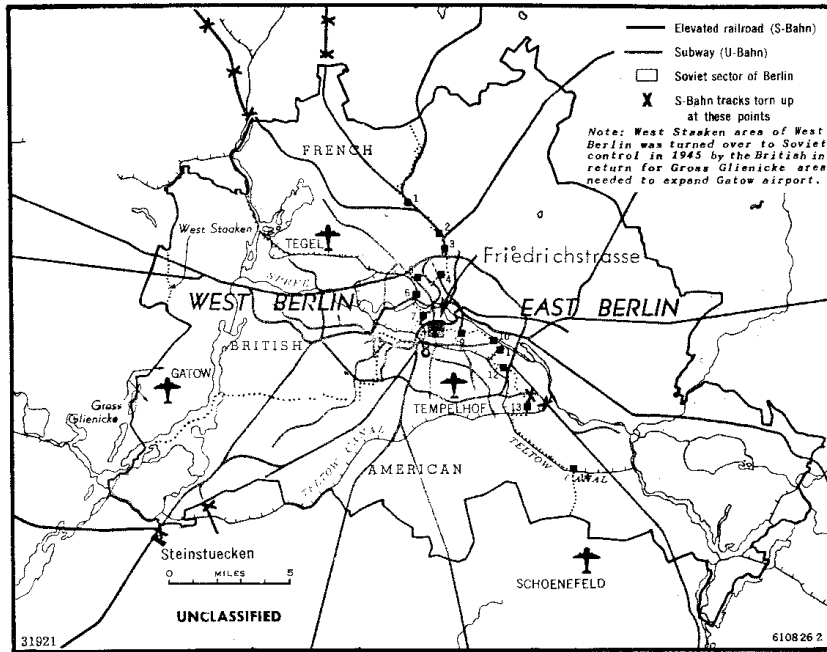 Elevated railroad (S-Bahn)
Subway (U-Bahn)
Soviet sector of Berlin
X S-Bahn tracks torn up
at these points
Note: West Staaken area of West
Berlin was turned over to Soviet
control in 1945 by the British in
return for Gross Glienicke area
needed to expand Gatow airport.
FRENCH
1
2
3
West Staaken
TEGEL
Friedrichstrasse
SPREE
6
WEST BERLIN
EAST BERLIN
BRITISH
8
9
10
12
GATOW
TEMPELHOF
13
Gross
Glienicke
TELTOW CANAL
AMERICAN
TELTOW
CANAL
Steinstuecken
0 MILES 5
SCHOENEFELD
UNCLASSIFIED
31921
610826 2